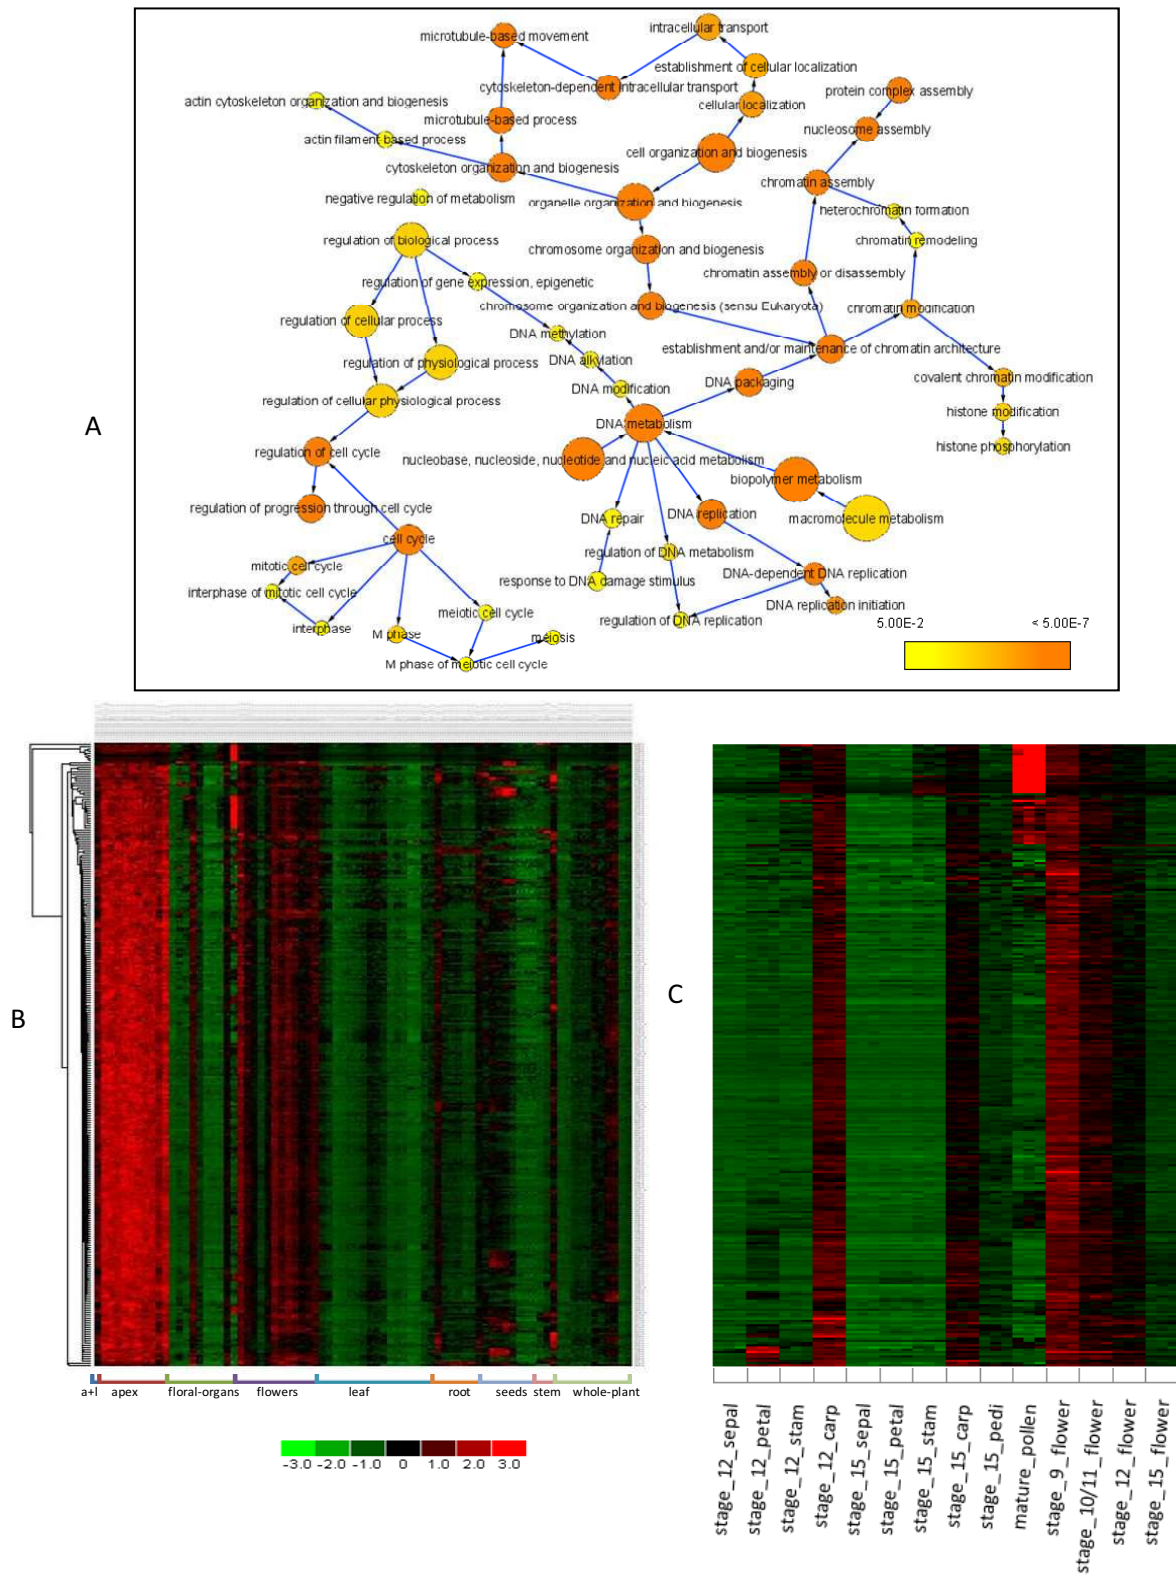 microtubule-based movement
intracellular transport
establishment of cellular localization
cytoskeleton-dependent intracellular transport
protein complex assembly
actin cytoskeleton organization and biogenesis
cellular localization
microtubule-based process
nucleosome assembly
actin filament-based process
cell organization and biogenesis
cytoskeleton organization and biogenesis
chromatin assembly
negative regulation of metabolism
organelle organization and biogenesis
heterochromatin formation
regulation of biological process
chromatin remodeling
chromosome organization and biogenesis
chromatin assembly or disassembly
regulation of gene expression, epigenetic
chromosome organization and biogenesis (sensu Eukaryota)
chromatin modification
regulation of cellular process
DNA methylation
establishment and/or maintenance of chromatin architecture
regulation of physiological process
DNA alkylation
covalent chromatin modification
DNA modification
DNA packaging
regulation of cellular physiological process
histone modification
A
DNA metabolism
histone phosphorylation
regulation of cell cycle
nucleobase, nucleoside, nucleotide and nucleic acid metabolism
biopolymer metabolism
regulation of progression through cell cycle
DNA repair
DNA replication
macromolecule metabolism
cell cycle
regulation of DNA metabolism
mitotic cell cycle
response to DNA damage stimulus
DNA-dependent DNA replication
interphase of mitotic cell cycle
DNA replication initiation
meiotic cell cycle
regulation of DNA replication
interphase
M phase
meiosis
M phase of meiotic cell cycle
5.00E-2
< 5.00E-7
B
a+l apex floral-organs flowers leaf root seeds stem whole-plant
-3.0 -2.0 -1.0 0 1.0 2.0 3.0
C
stage_12_sepal
stage_12_petal
stage_12_stam
stage_12_carp
stage_15_sepal
stage_15_petal
stage_15_stam
stage_15_carp
stage_15_pedi
mature_pollen
stage_9_flower
stage_10/11_flower
stage_12_flower
stage_15_flower